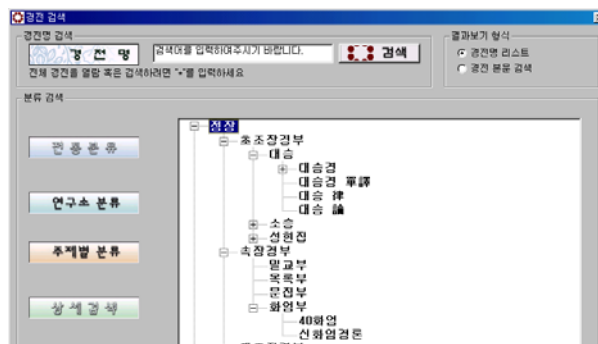 경전 검색
경전명 검색
경 전 명
검색어를 입력하여주시기 바랍니다.
검색
전체 경전을 열람 혹은 검색하려면 "*"를 입력하세요
결과보기 형식
경전명 리스트
경전 본문 검색
분류 검색
전통분류
연구소 분류
주제별 분류
상세검색
정장
초조장경부
대승
대승경
대승경 單譯
대승 律
대승 論
소승
성현집
속장경부
밀교부
목록부
문집부
화엄부
40화엄
신화엄경론